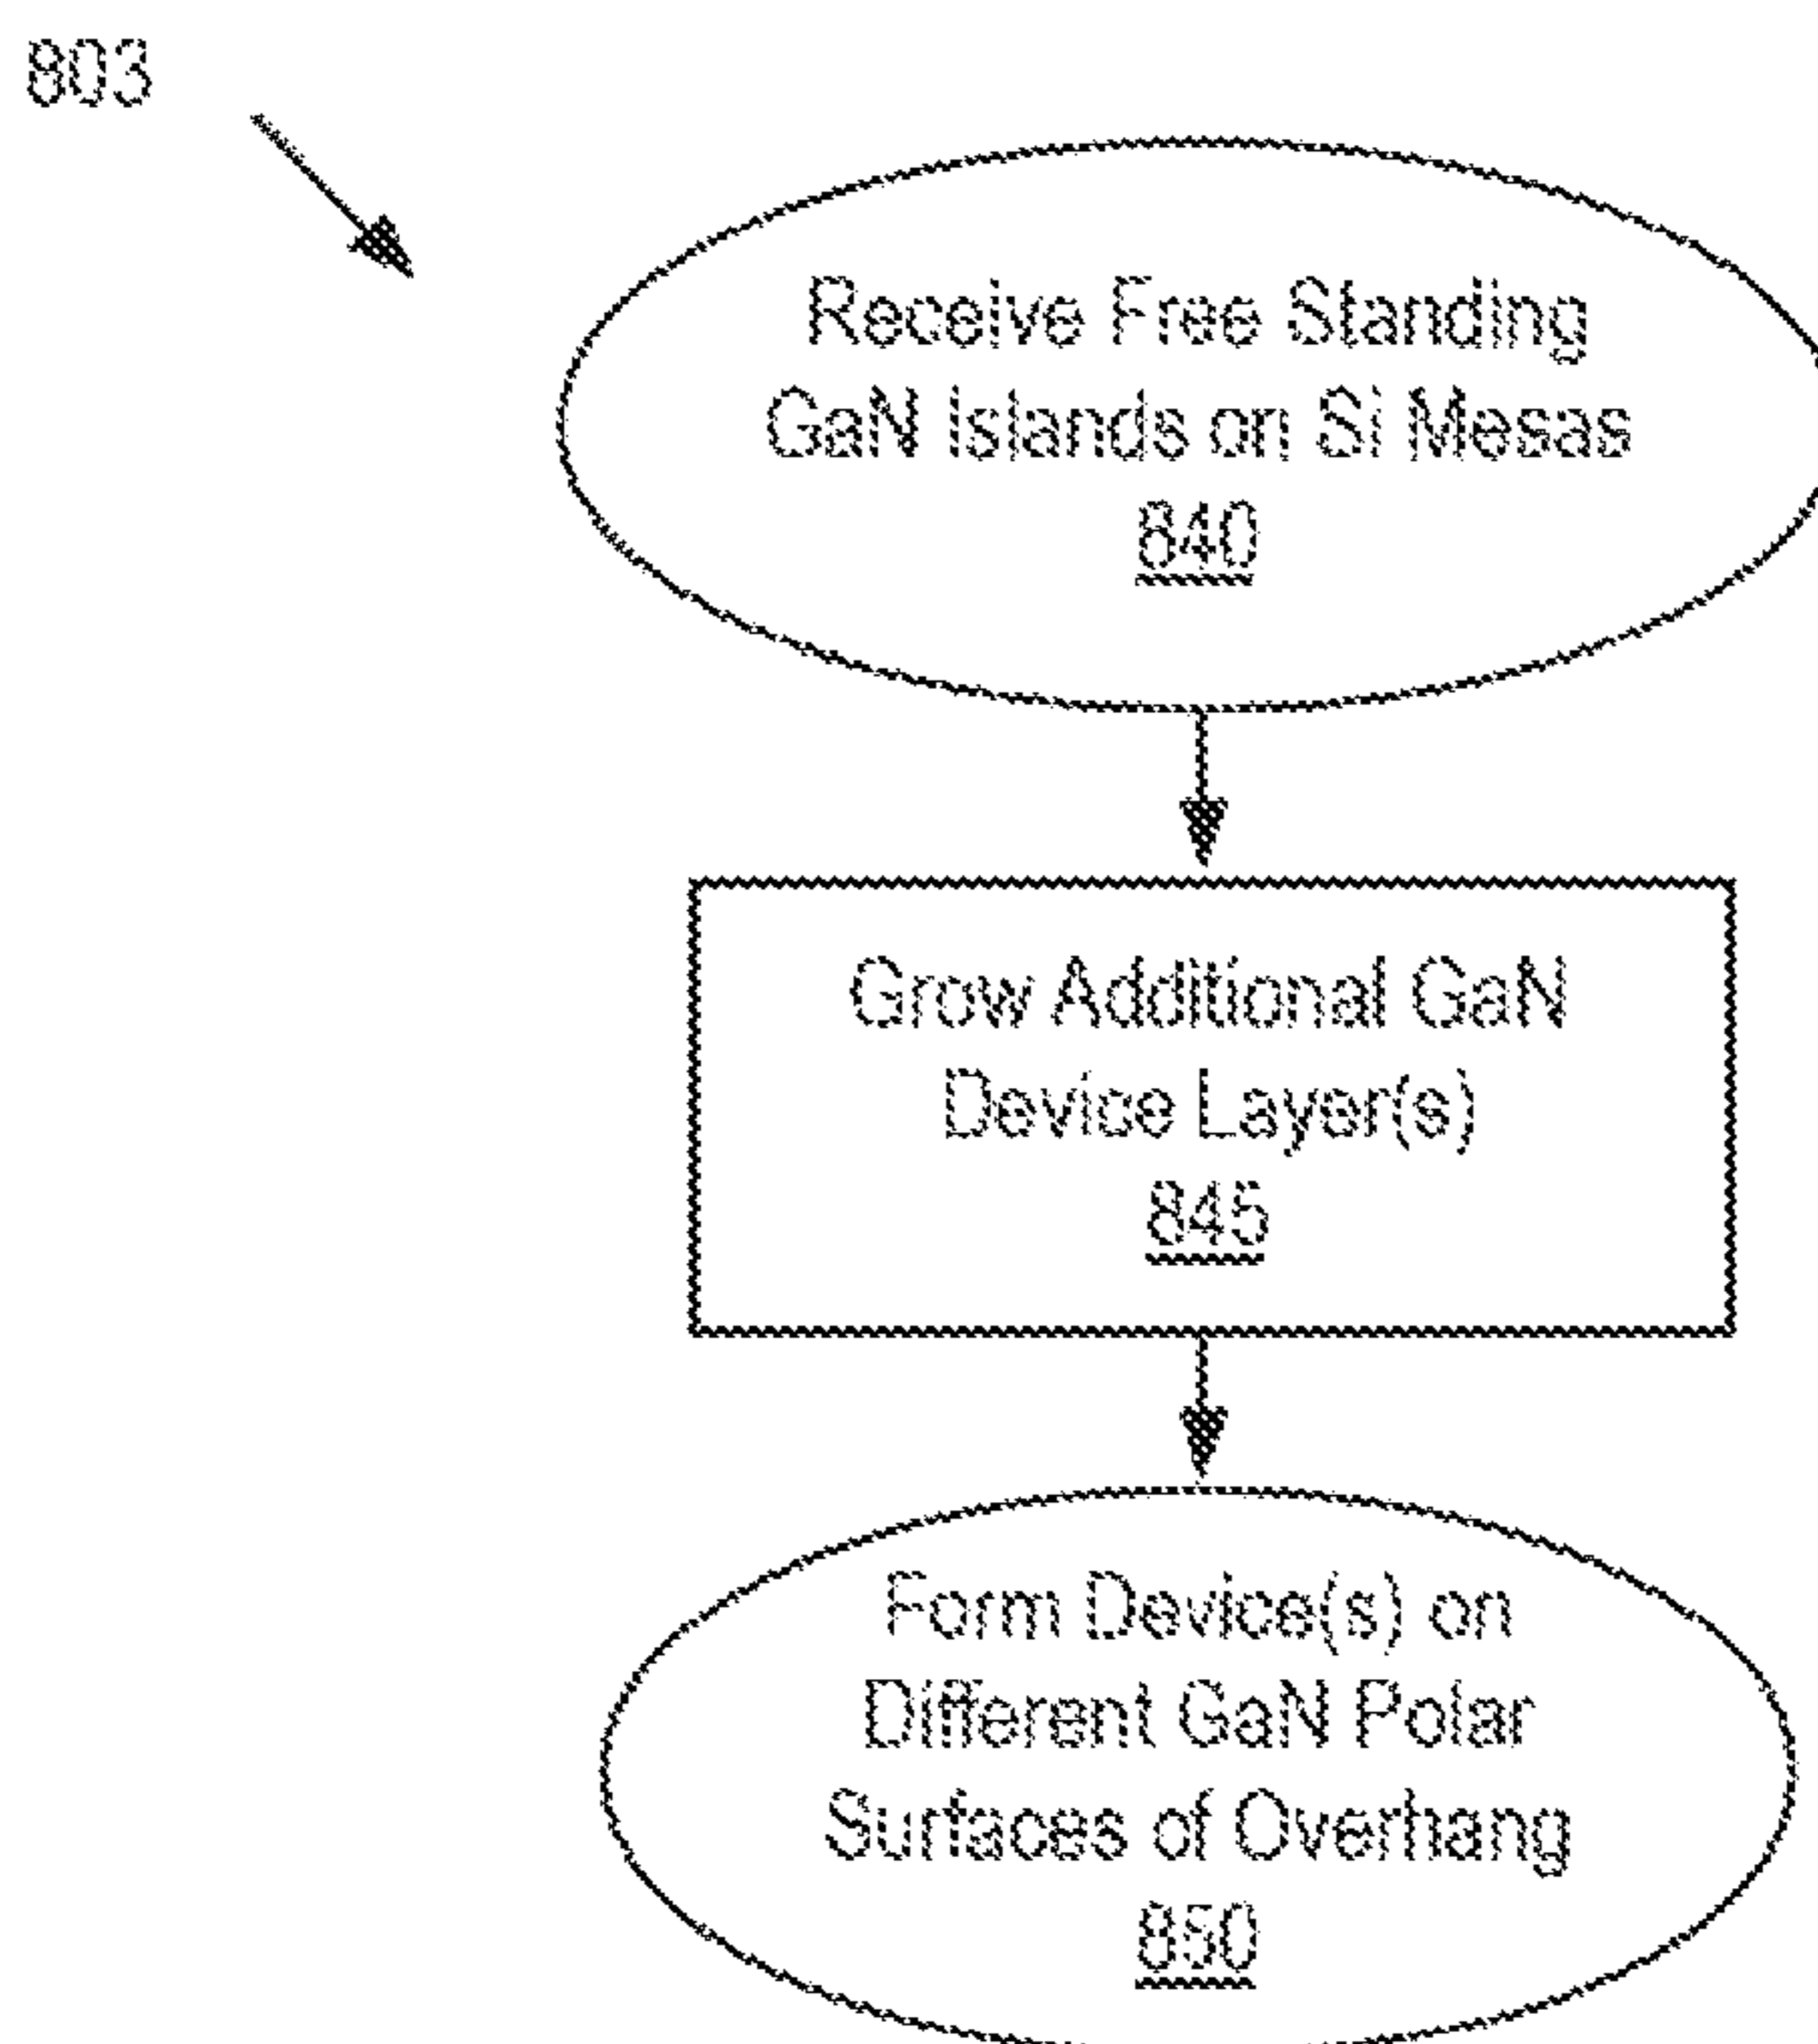 803
Receive Free Standing
GaN Islands on Si Mesas
840
Grow Additional GaN
Device Layer(s)
845
Form Device(s) on
Different GaN Polar
Surfaces of Overhang
850